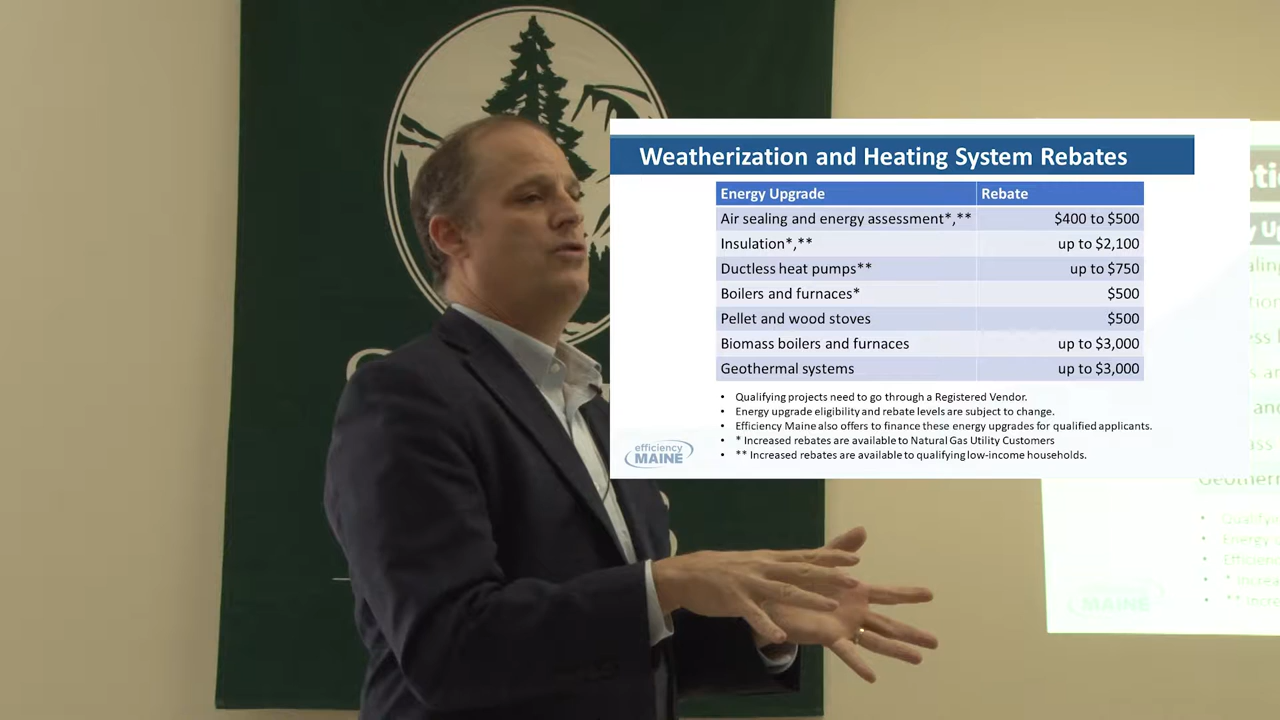 Weatherization and Heating System Rebates
Energy Upgrade Rebate
Air sealing and energy assessment*,** $400 to $500
Insulation*,** up to $2,100
Ductless heat pumps** up to $750
Boilers and furnaces* $500
Pellet and wood stoves $500
Biomass boilers and furnaces up to $3,000
Geothermal systems up to $3,000
• Qualifying projects need to go through a Registered Vendor.
• Energy upgrade eligibility and rebate levels are subject to change.
• Efficiency Maine also offers to finance these energy upgrades for qualified applicants.
• * Increased rebates are available to Natural Gas Utility Customers
• ** Increased rebates are available to qualifying low-income households.
efficiency
MAINE
MAINE